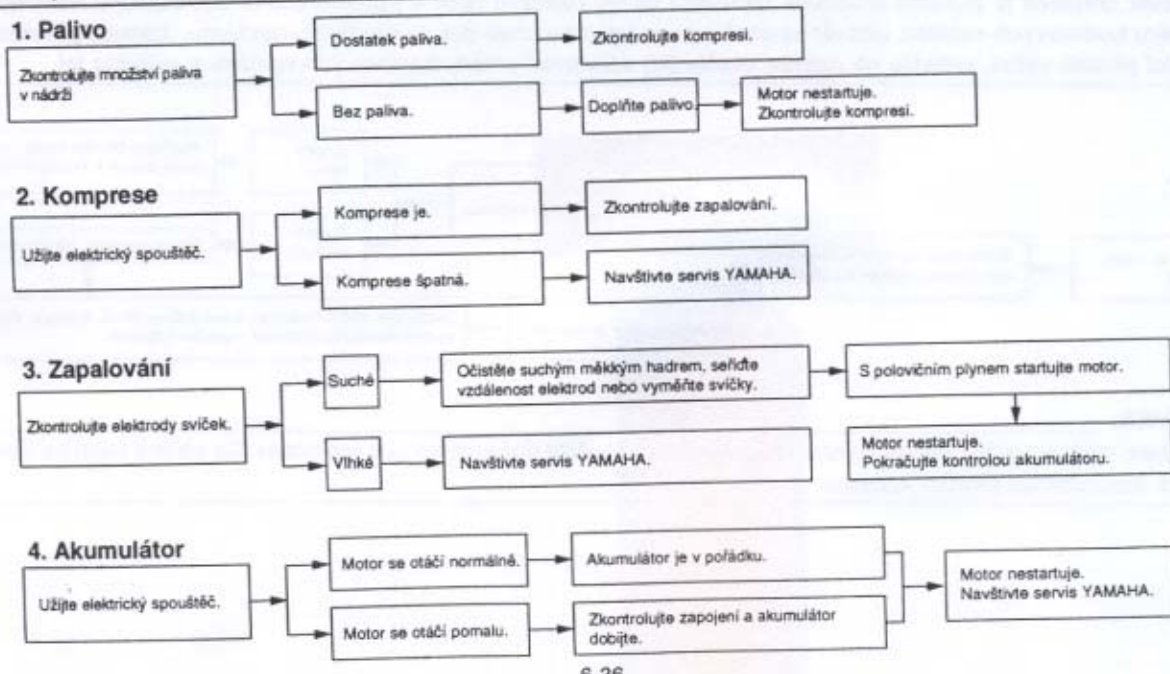 1. Palivo
Zkontrolujte množství paliva
v nádrži
Dostatek paliva.
Zkontrolujte kompresi.
Bez paliva.
Doplňte palivo.
Motor nestartuje.
Zkontrolujte kompresi.
2. Komprese
Užijte elektrický spouštěč.
Komprese je.
Zkontrolujte zapalování.
Komprese špatná.
Navštivte servis YAMAHA.
3. Zapalování
Zkontrolujte elektrody svíček.
Suché
Očistěte suchým měkkým hadrem, seřiďte
vzdálenost elektrod nebo vyměňte svíčky.
S polovičním plynem startujte motor.
Motor nestartuje.
Pokračujte kontrolou akumulátoru.
Vlhké
Navštivte servis YAMAHA.
4. Akumulátor
Užijte elektrický spouštěč.
Motor se otáčí normálně.
Akumulátor je v pořádku.
Motor se otáčí pomalu.
Zkontrolujte zapojení a akumulátor
dobijte.
Motor nestartuje.
Navštivte servis YAMAHA.